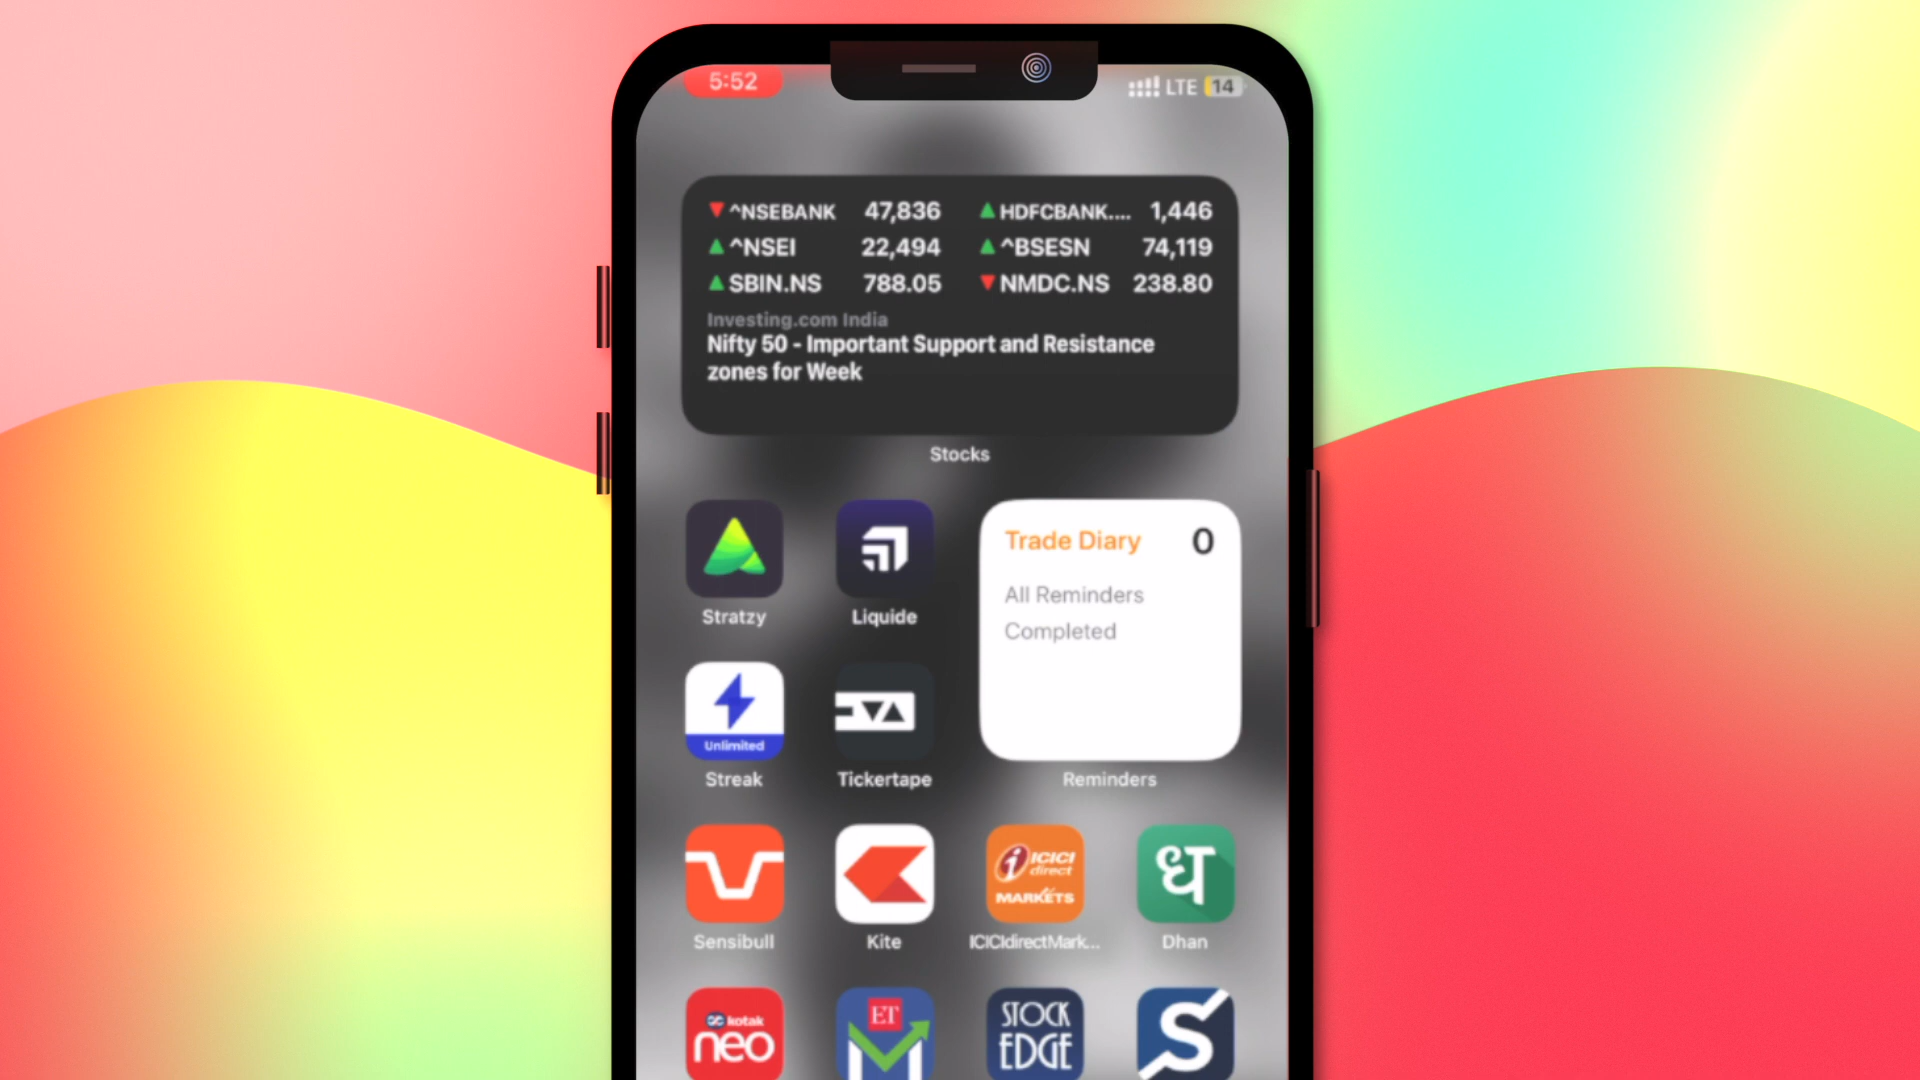 5:52
LTE 14
^NSEBANK 47,836
HDFCBANK.... 1,446
^NSEI 22,494
^BSESN 74,119
SBIN.NS 788.05
NMDC.NS 238.80
Investing.com India
Nifty 50 - Important Support and Resistance
zones for Week
Stocks
Trade Diary 0
All Reminders
Completed
Reminders
Stratzy
Liquide
Unlimited
Streak
Tickertape
Sensibull
Kite
i ICICI
direct
MARKETS
ICICIdirectMark...
ध
Dhan
kotak
neo
ET
M
STOCK
EDGE
S